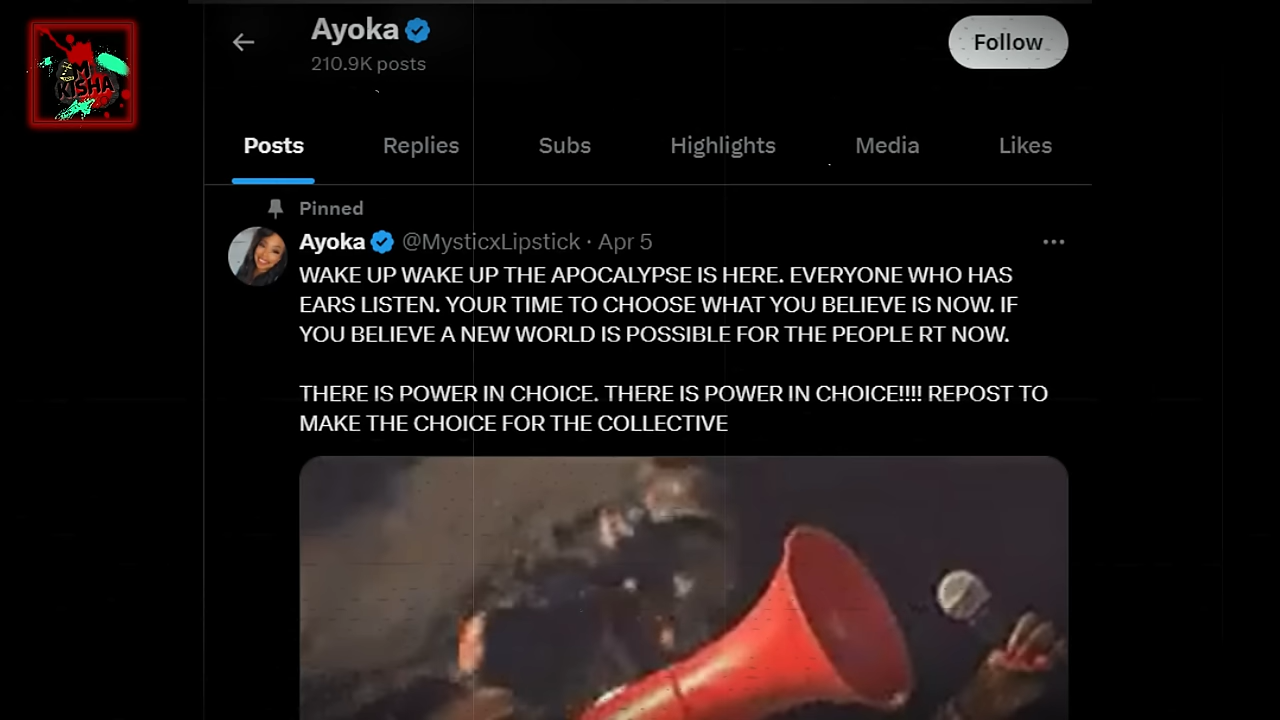 M
KISHA
Ayoka
210.9K posts
Follow
Posts Replies Subs Highlights Media Likes
Pinned
Ayoka @MysticxLipstick · Apr 5
WAKE UP WAKE UP THE APOCALYPSE IS HERE. EVERYONE WHO HAS
EARS LISTEN. YOUR TIME TO CHOOSE WHAT YOU BELIEVE IS NOW. IF
YOU BELIEVE A NEW WORLD IS POSSIBLE FOR THE PEOPLE RT NOW.
THERE IS POWER IN CHOICE. THERE IS POWER IN CHOICE!!!! REPOST TO
MAKE THE CHOICE FOR THE COLLECTIVE